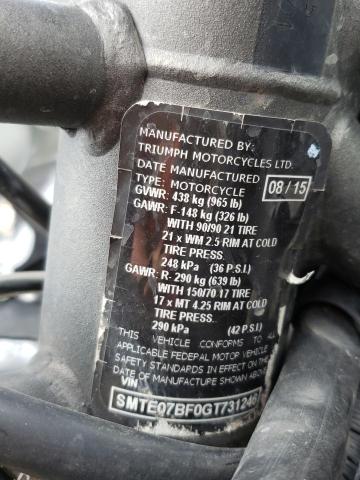 MANUFACTURED BY:
TRIUMPH MOTORCYCLES LTD.
DATE MANUFACTURED 08/15
TYPE: MOTORCYCLE
GVWR: 438 kg (965 lb)
GAWR: F-148 kg (326 lb)
WITH 90/90 21 TIRE
21 x WM 2.5 RIM AT COLD
TIRE PRESS.
248 kPa (36 P.S.I)
GAWR: R- 290 kg (639 lb)
WITH 150/70 17 TIRE
17 x MT 4.25 RIM AT COLD
TIRE PRESS.
290 kPa (42 P.S.I)
THIS VEHICLE CONFORMS TO AL
APPLICABLE FEDERAL MOTOR VEHICLE
SAFETY STANDARDS IN EFFECT ON THE
DATE OF MANUFACTURE SHOWN ABOVE
VIN
SMTE07BF0GT731246